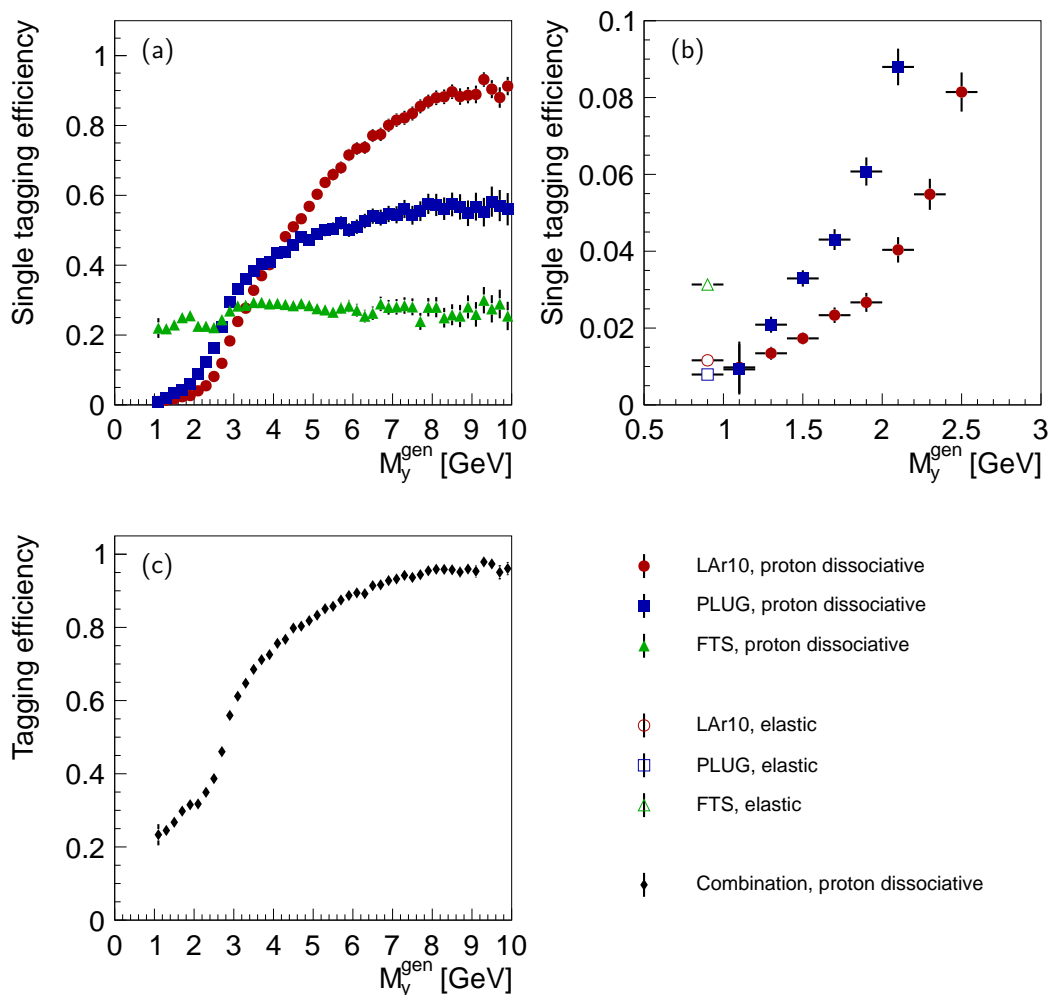 (a)
Single tagging efficiency
1
0.8
0.6
0.4
0.2
0
0 1 2 3 4 5 6 7 8 9 10
M_y^gen [GeV]
(b)
Single tagging efficiency
0.1
0.08
0.06
0.04
0.02
0
0.5 1 1.5 2 2.5 3
M_y^gen [GeV]
(c)
Tagging efficiency
1
0.8
0.6
0.4
0.2
0
0 1 2 3 4 5 6 7 8 9 10
M_y^gen [GeV]
LAr10, proton dissociative
PLUG, proton dissociative
FTS, proton dissociative
LAr10, elastic
PLUG, elastic
FTS, elastic
Combination, proton dissociative